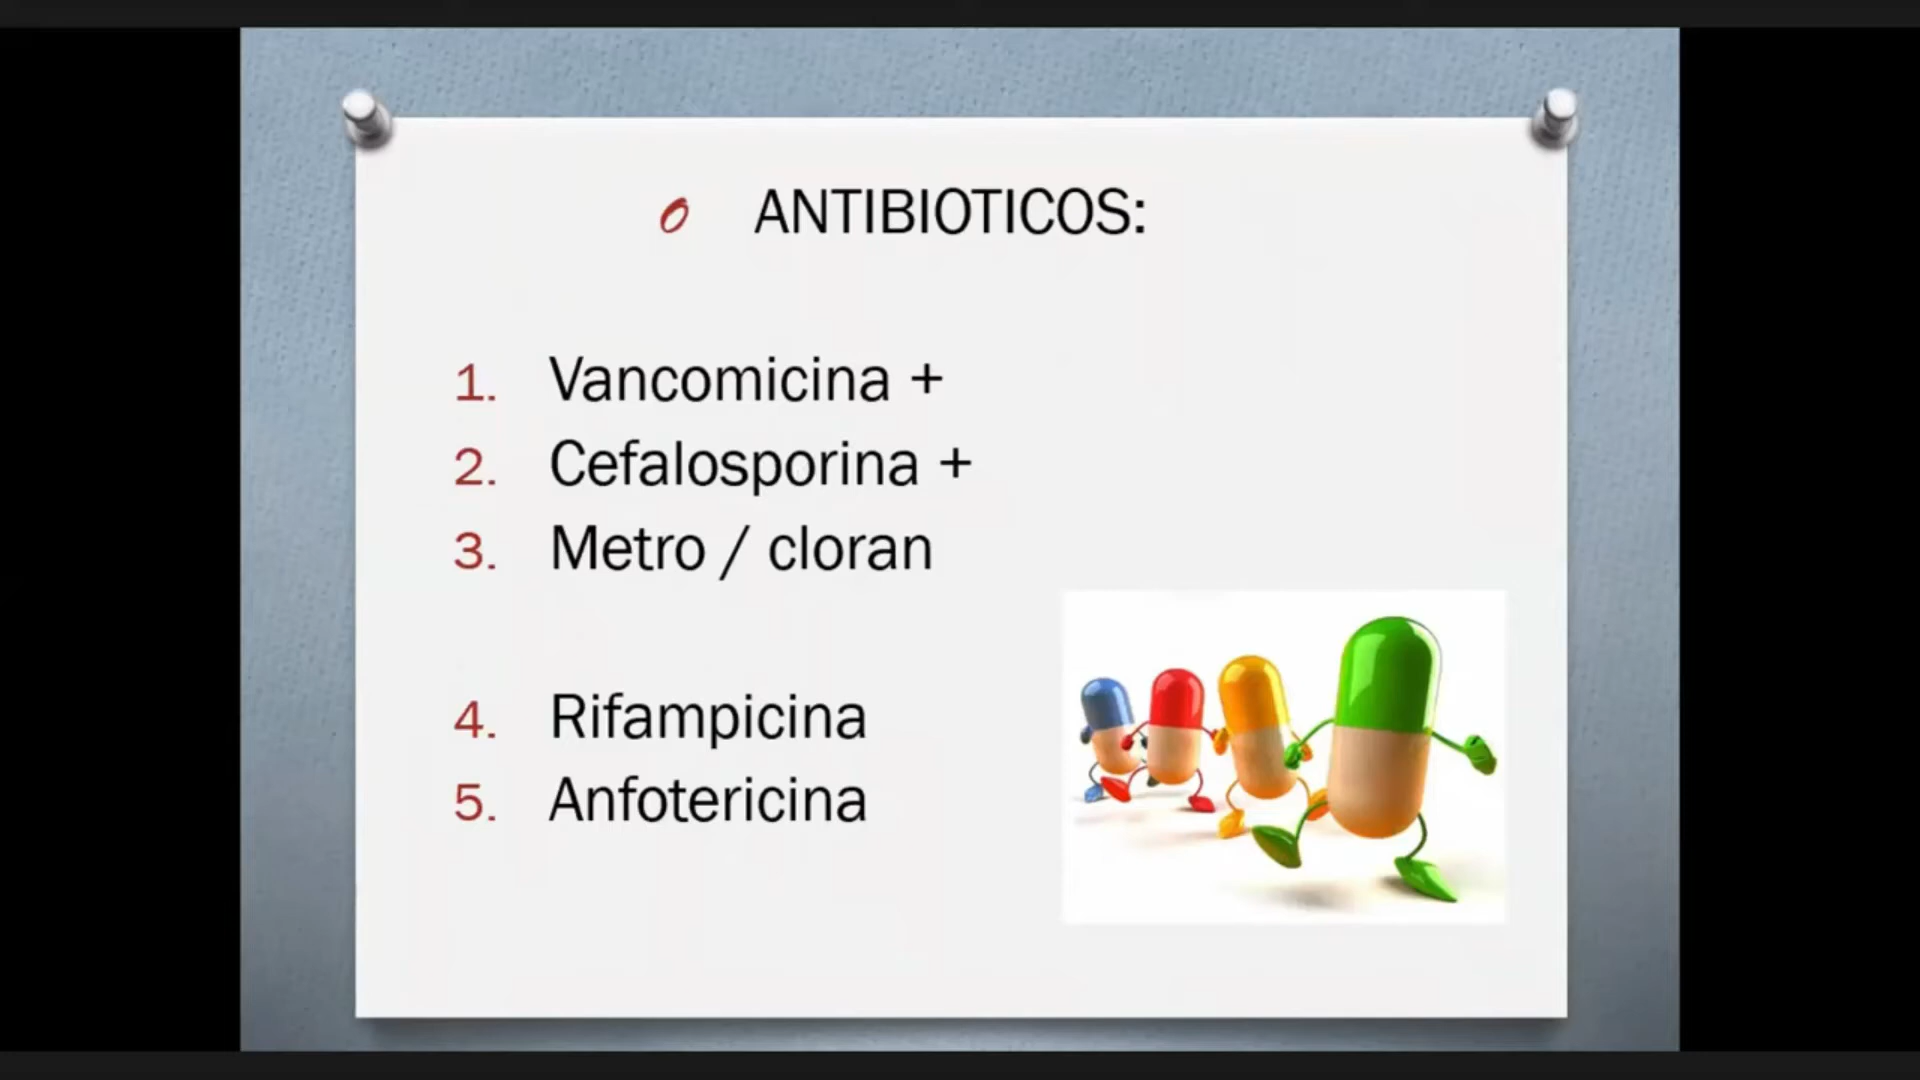 ANTIBIOTICOS:
1. Vancomicina +
2. Cefalosporina +
3. Metro / cloran
4. Rifampicina
5. Anfotericina